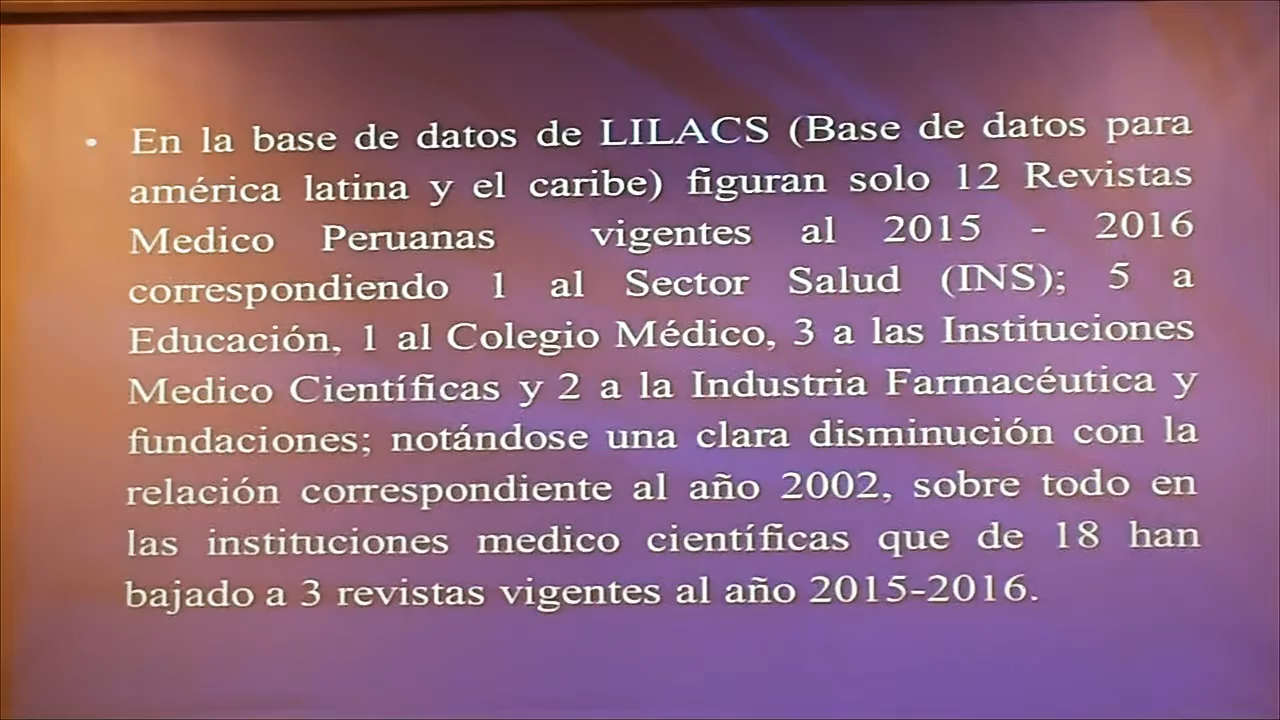 • En la base de datos de LILACS (Base de datos para
américa latina y el caribe) figuran solo 12 Revistas
Medico Peruanas vigentes al 2015 - 2016
correspondiendo 1 al Sector Salud (INS); 5 a
Educación, 1 al Colegio Médico, 3 a las Instituciones
Medico Científicas y 2 a la Industria Farmacéutica y
fundaciones; notándose una clara disminución con la
relación correspondiente al año 2002, sobre todo en
las instituciones medico científicas que de 18 han
bajado a 3 revistas vigentes al año 2015-2016.